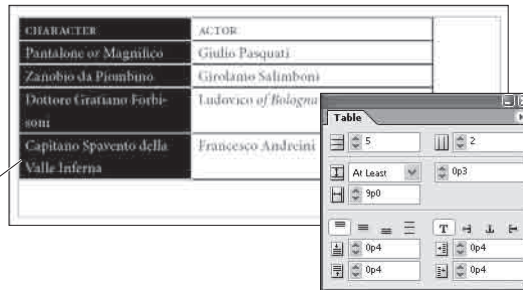 CHARACTER ACTOR
Pantalone or Magnifico Giulio Pasquati
Zanobio da Piombino Girolamo Salimboni
Dottore Gratiano Forbi- Ludovico of Bologna
soni
Capitano Spavento della Francesco Andreini
Valle Inferna
Table
5 2
At Least 0p3
9p0
T
0p4 0p4
0p4 0p4